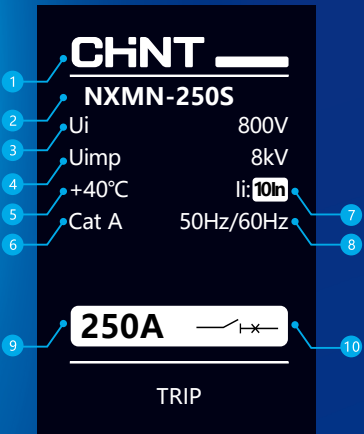 CHiNT
1
NXMN-250S
2
Ui 800V
3
Uimp 8kV
4
+40℃ Ii: 10In
5 7
Cat A 50Hz/60Hz
6 8
250A
9 10
TRIP